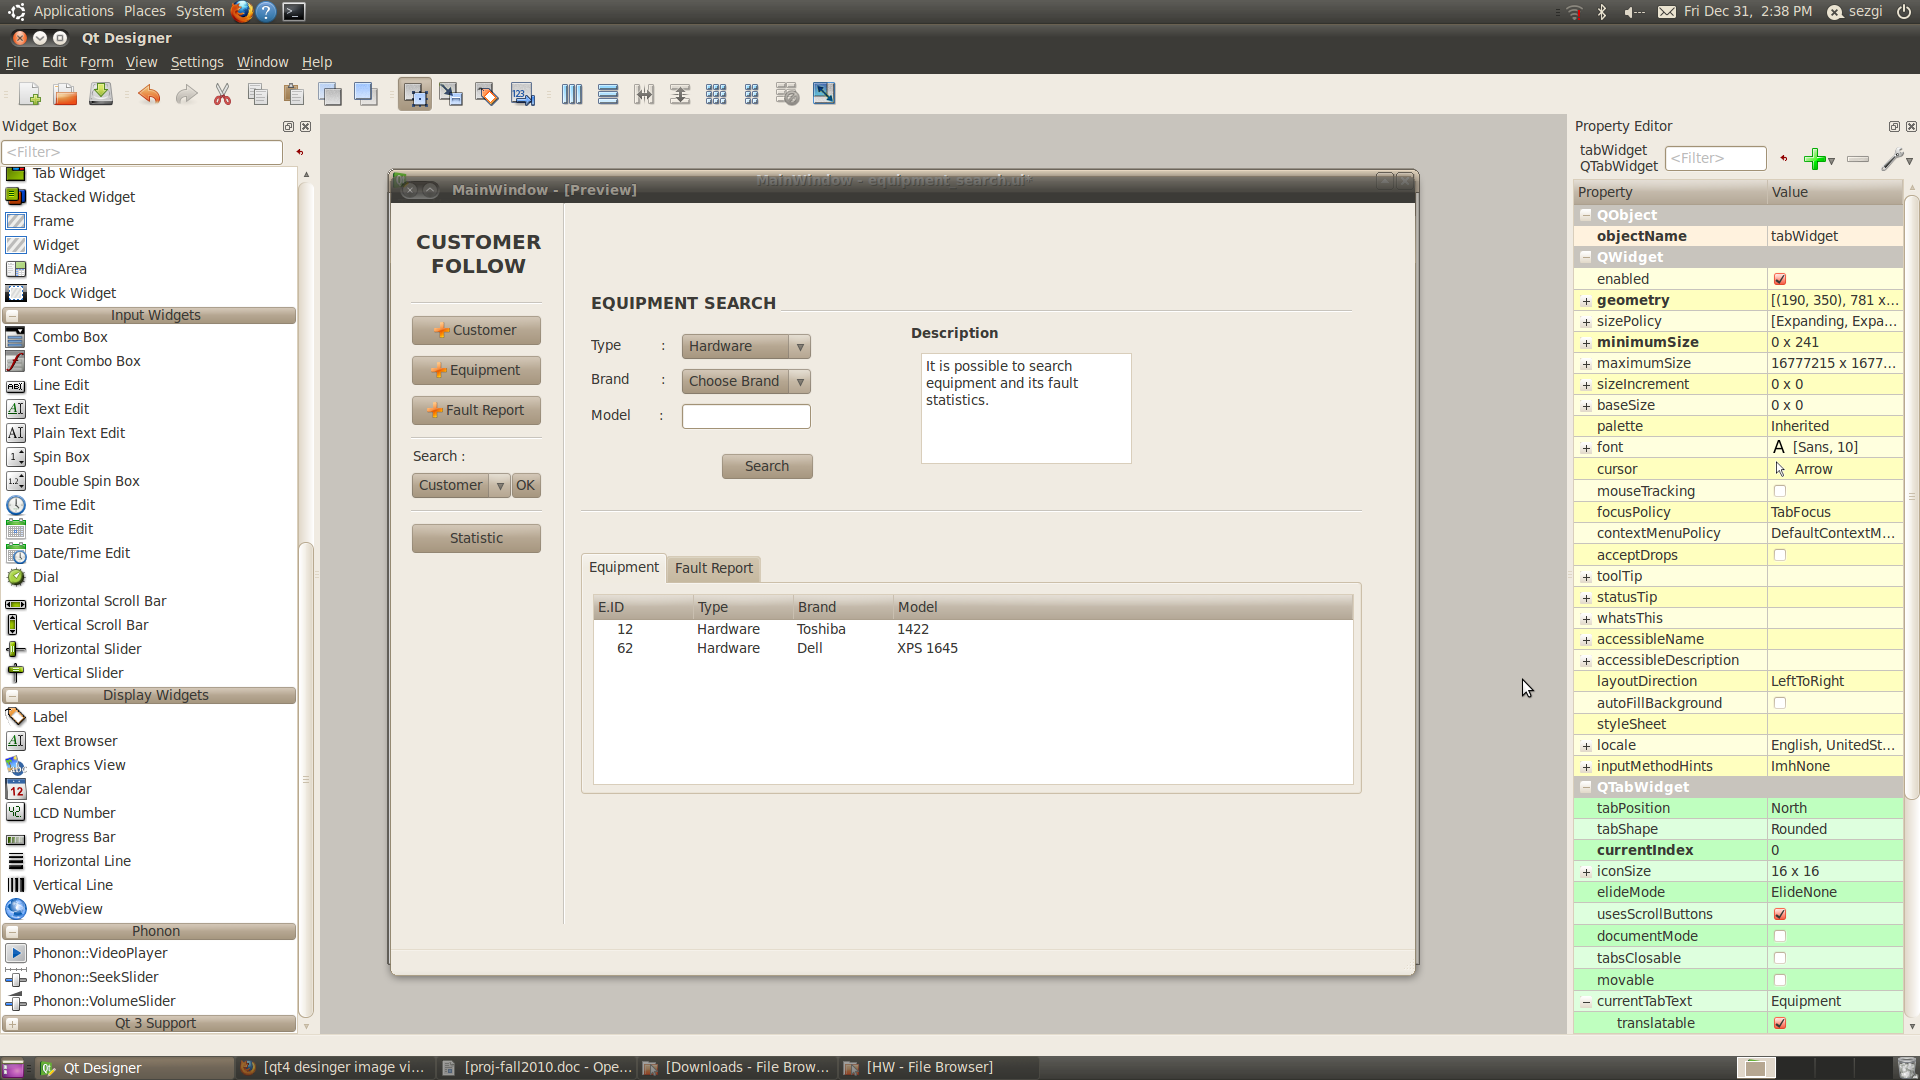 Applications Places System
Fri Dec 31, 2:38 PM sezgi
Qt Designer
File Edit Form View Settings Window Help
Widget Box
<Filter>
Tab Widget
Stacked Widget
Frame
Widget
MdiArea
Dock Widget
Input Widgets
Combo Box
Font Combo Box
Line Edit
Text Edit
Plain Text Edit
Spin Box
Double Spin Box
Time Edit
Date Edit
Date/Time Edit
Dial
Horizontal Scroll Bar
Vertical Scroll Bar
Horizontal Slider
Vertical Slider
Display Widgets
Label
Text Browser
Graphics View
Calendar
LCD Number
Progress Bar
Horizontal Line
Vertical Line
QWebView
Phonon
Phonon::VideoPlayer
Phonon::SeekSlider
Phonon::VolumeSlider
Qt 3 Support
MainWindow - equipment_search.ui*
MainWindow - [Preview]
CUSTOMER
FOLLOW
Customer
Equipment
Fault Report
Search :
Customer OK
Statistic
EQUIPMENT SEARCH
Type : Hardware
Brand : Choose Brand
Model :
Search
Description
It is possible to search
equipment and its fault
statistics.
Equipment Fault Report
E.ID Type Brand Model
12 Hardware Toshiba 1422
62 Hardware Dell XPS 1645
Property Editor
tabWidget
QTabWidget
<Filter>
Property Value
QObject
objectName tabWidget
QWidget
enabled
geometry [(190, 350), 781 x...
sizePolicy [Expanding, Expa...
minimumSize 0 x 241
maximumSize 16777215 x 1677...
sizeIncrement 0 x 0
baseSize 0 x 0
palette Inherited
font A [Sans, 10]
cursor Arrow
mouseTracking
focusPolicy TabFocus
contextMenuPolicy DefaultContextM...
acceptDrops
toolTip
statusTip
whatsThis
accessibleName
accessibleDescription
layoutDirection LeftToRight
autoFillBackground
styleSheet
locale English, UnitedSt...
inputMethodHints ImhNone
QTabWidget
tabPosition North
tabShape Rounded
currentIndex 0
iconSize 16 x 16
elideMode ElideNone
usesScrollButtons
documentMode
tabsClosable
movable
currentTabText Equipment
translatable
Qt Designer
[qt4 desinger image vi...
[proj-fall2010.doc - Ope...
[Downloads - File Brow...
[HW - File Browser]